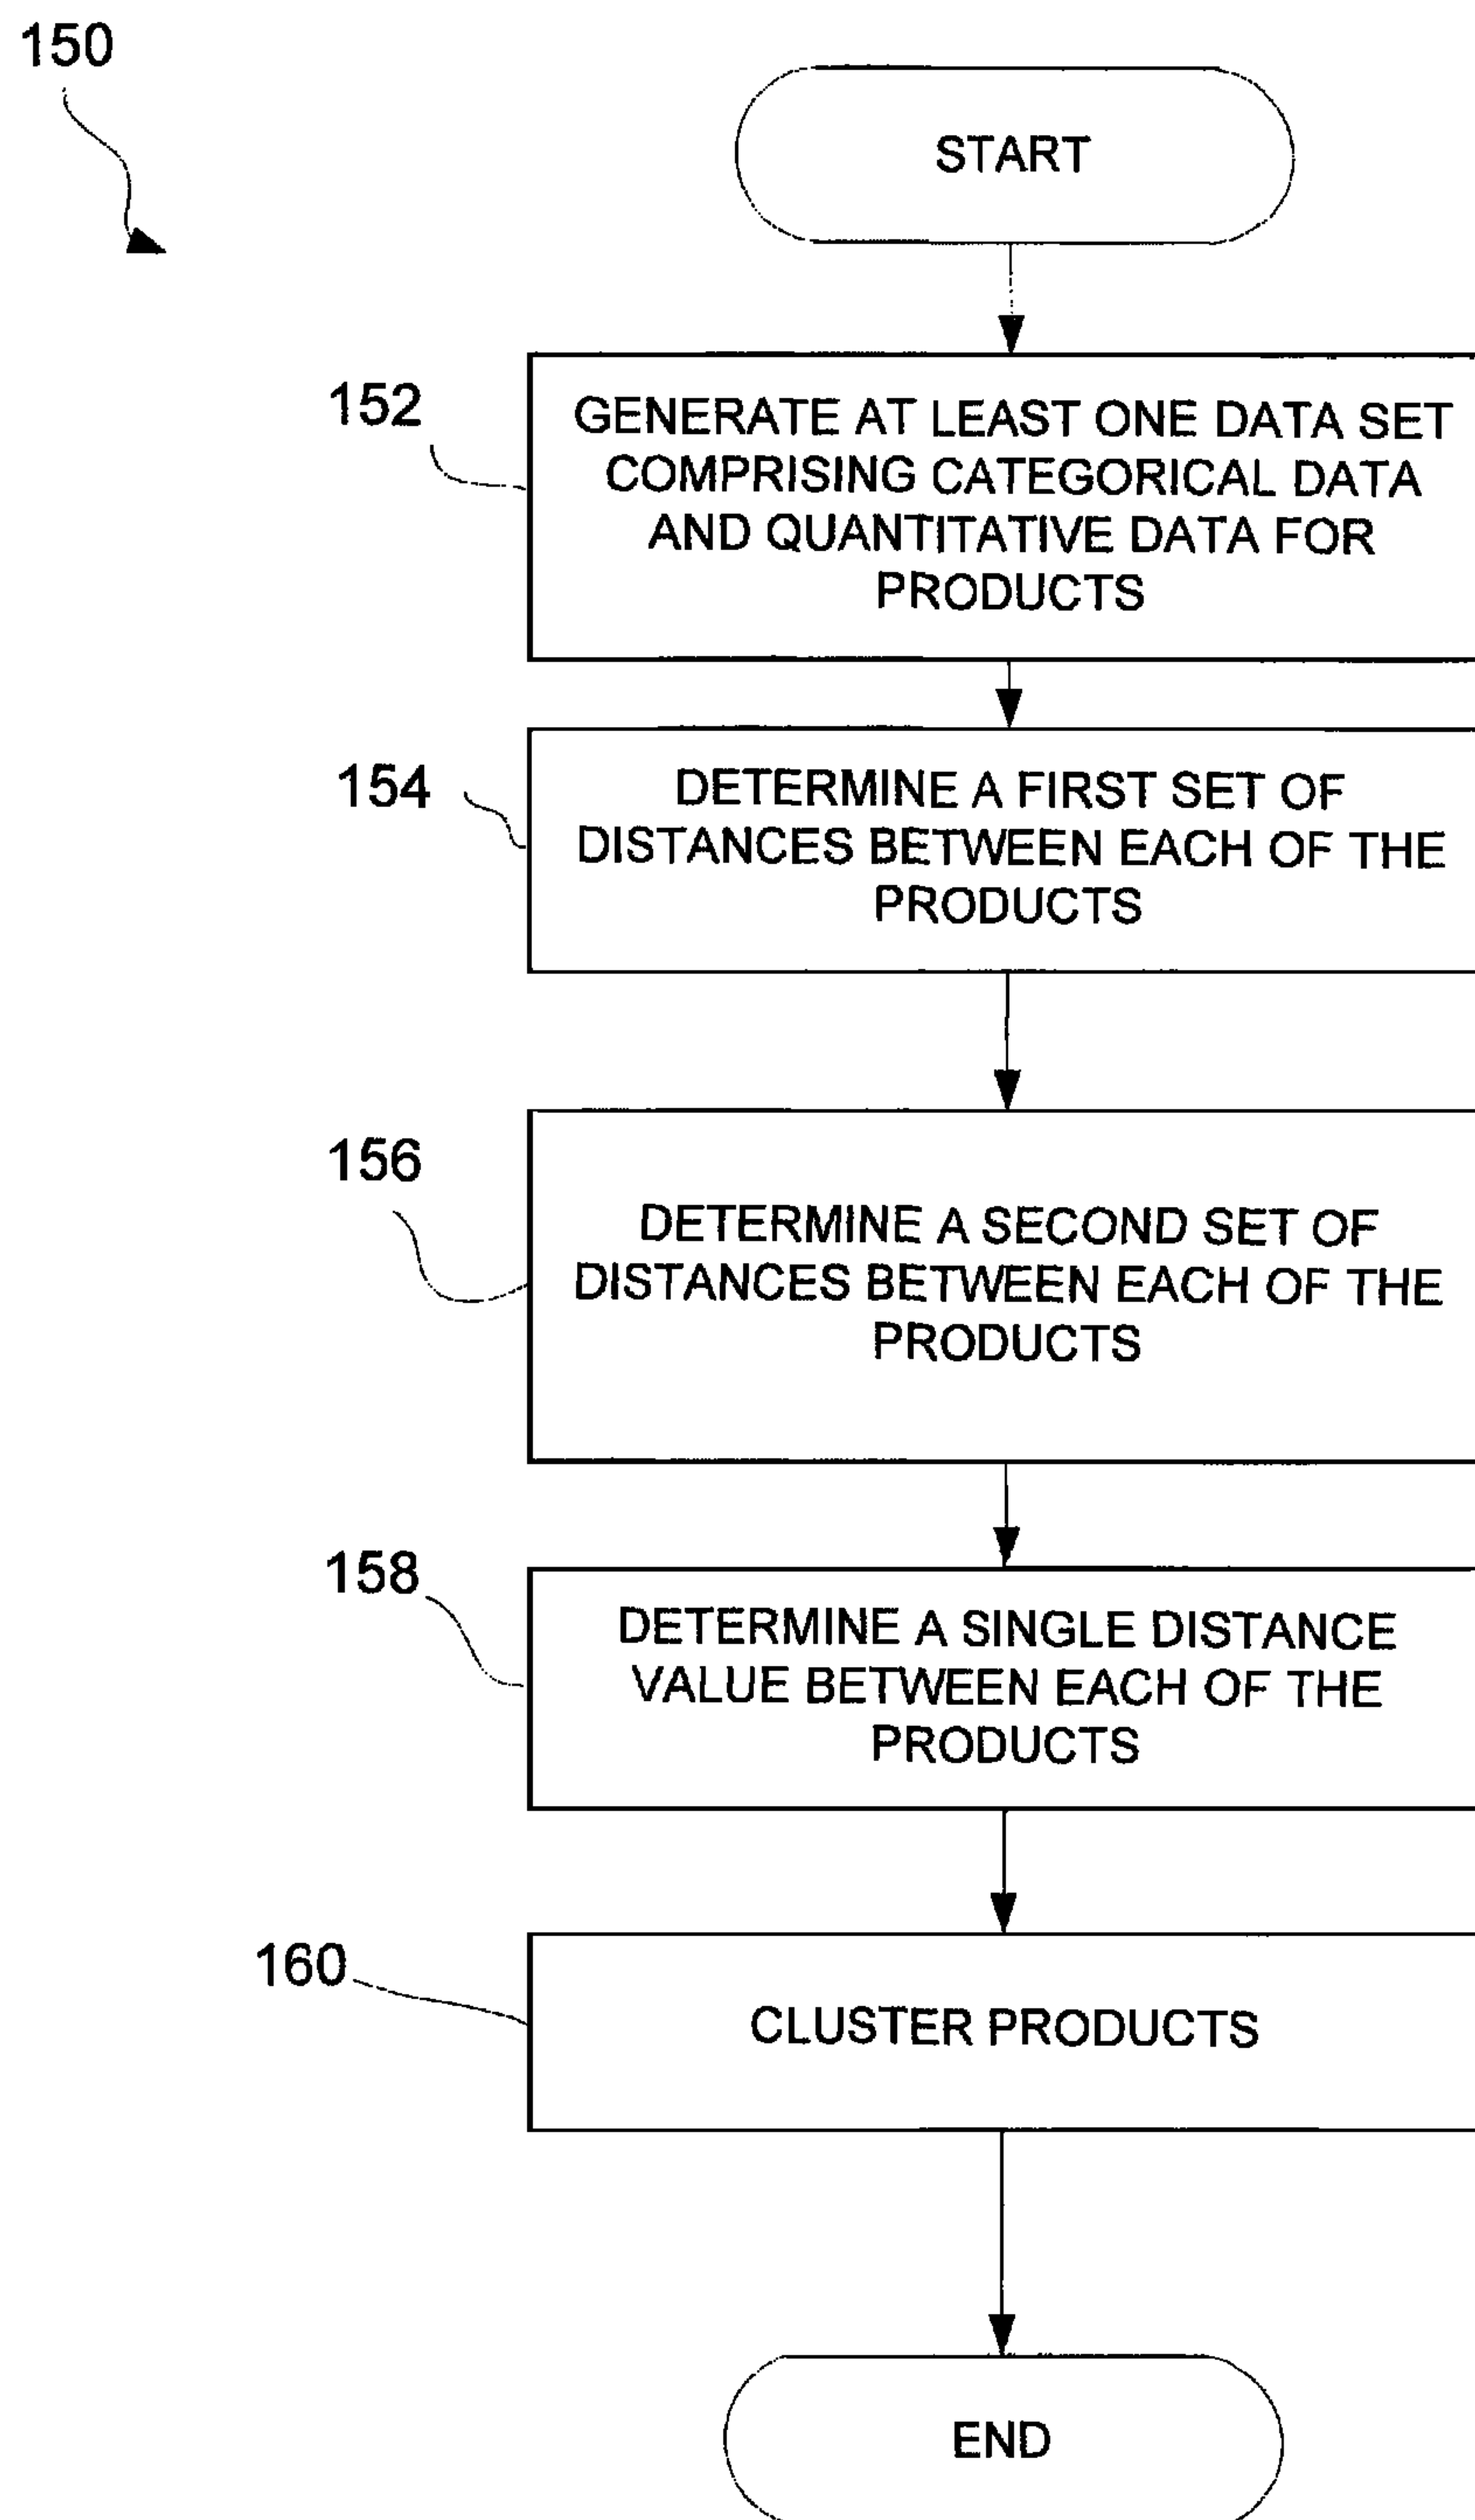 150
START
152
GENERATE AT LEAST ONE DATA SET
COMPRISING CATEGORICAL DATA
AND QUANTITATIVE DATA FOR
PRODUCTS
154
DETERMINE A FIRST SET OF
DISTANCES BETWEEN EACH OF THE
PRODUCTS
156
DETERMINE A SECOND SET OF
DISTANCES BETWEEN EACH OF THE
PRODUCTS
158
DETERMINE A SINGLE DISTANCE
VALUE BETWEEN EACH OF THE
PRODUCTS
160
CLUSTER PRODUCTS
END